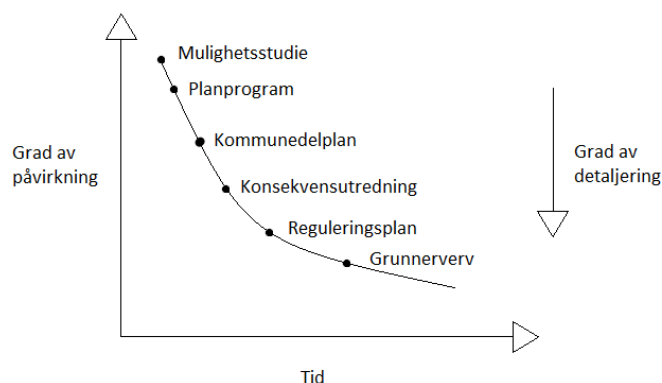 Mulighetsstudie
Planprogram
Kommunedelplan
Grad av
påvirkning
Grad av
detaljering
Konsekvensutredning
Reguleringsplan
Grunnerverv
Tid